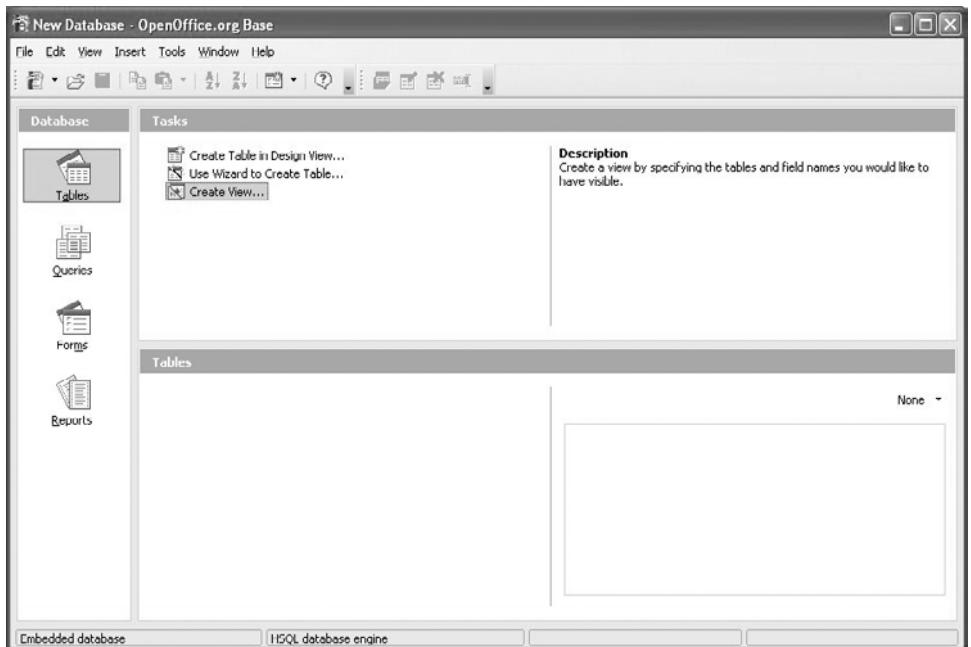 New Database - OpenOffice.org Base
File Edit View Insert Tools Window Help
Database
Tasks
Tables
Queries
Forms
Reports
Create Table in Design View...
Use Wizard to Create Table...
Create View...
Description
Create a view by specifying the tables and field names you would like to
have visible.
Tables
None
Embedded database
HSQL database engine